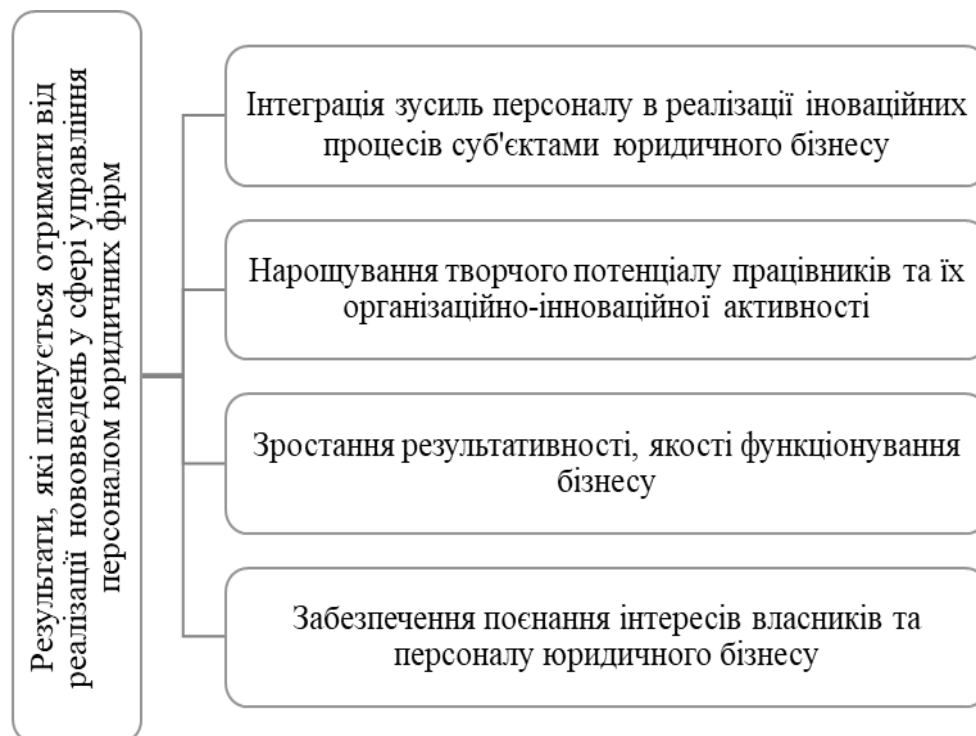 Результати, які планується отримати від
реалізації нововведень у сфері управління
персоналом юридичних фірм
Інтеграція зусиль персоналу в реалізації іноваційних
процесів суб'єктами юридичного бізнесу
Нарощування творчого потенціалу працівників та їх
організаційно-інноваційної активності
Зростання результативності, якості функціонування
бізнесу
Забезпечення поєнання інтересів власників та
персоналу юридичного бізнесу